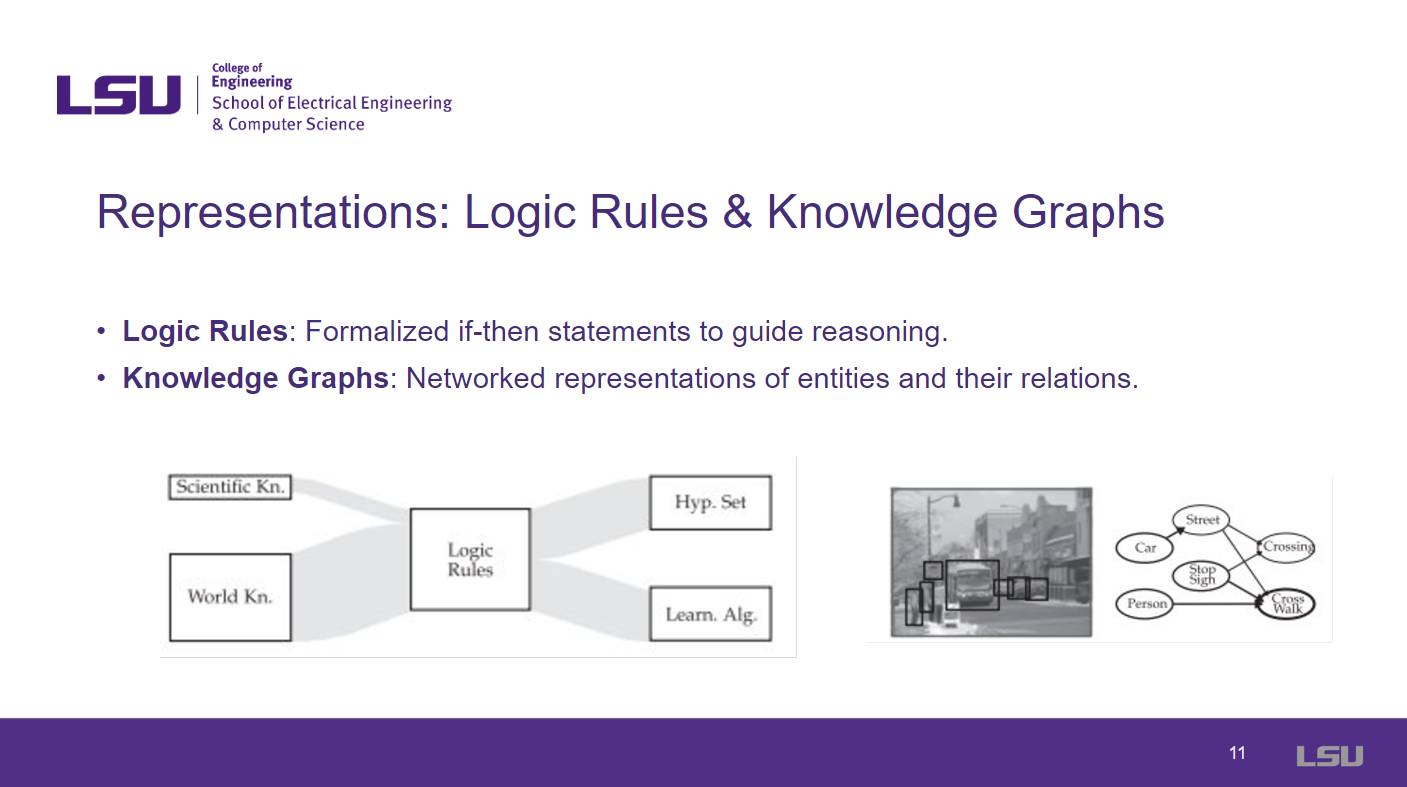 LSU
College of
Engineering
School of Electrical Engineering
& Computer Science
Representations: Logic Rules & Knowledge Graphs
• Logic Rules: Formalized if-then statements to guide reasoning.
• Knowledge Graphs: Networked representations of entities and their relations.
Scientific Kn.
World Kn.
Logic
Rules
Hyp. Set
Learn. Alg.
Street
Car
Crossing
Stop
Sigh
Person
Cross
Walk
11
LSU